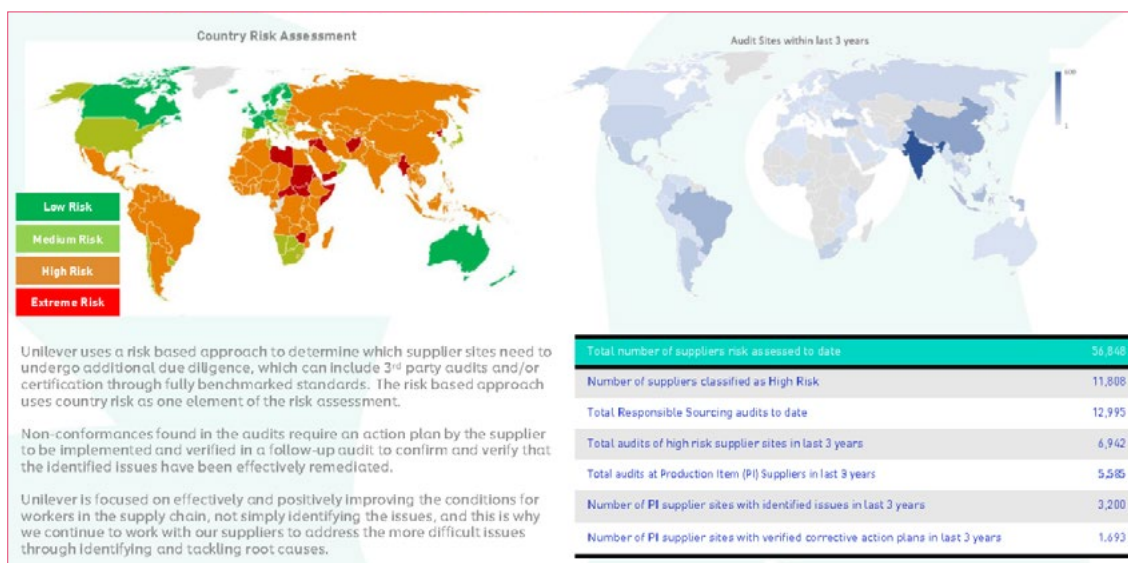 Country Risk Assessment
Low Risk
Medium Risk
High Risk
Extreme Risk
Unilever uses a risk based approach to determine which supplier sites need to
undergo additional due diligence, which can include 3rd party audits and/or
certification through fully benchmarked standards. The risk based approach
uses country risk as one element of the risk assessment.
Non-conformances found in the audits require an action plan by the supplier
to be implemented and verified in a follow-up audit to confirm and verify that
the identified issues have been effectively remediated.
Unilever is focused on effectively and positively improving the conditions for
workers in the supply chain, not simply identifying the issues, and this is why
we continue to work with our suppliers to address the more difficult issues
through identifying and tackling root causes.
Audit Sites within last 3 years
1
Total number of suppliers risk assessed to date 56,848
Number of suppliers classified as High Risk 11,808
Total Responsible Sourcing audits to date 12,995
Total audits of high risk supplier sites in last 3 years 6,942
Total audits at Production Item (PI) Suppliers in last 3 years 5,585
Number of PI supplier sites with identified issues in last 3 years 3,200
Number of PI supplier sites with verified corrective action plans in last 3 years 1,693